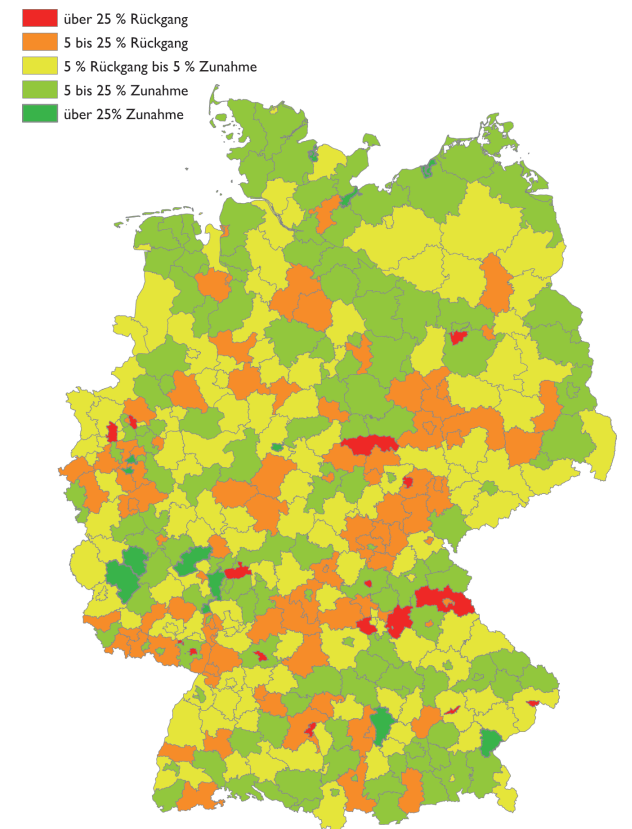 über 25 % Rückgang
5 bis 25 % Rückgang
5 % Rückgang bis 5 % Zunahme
5 bis 25 % Zunahme
über 25% Zunahme